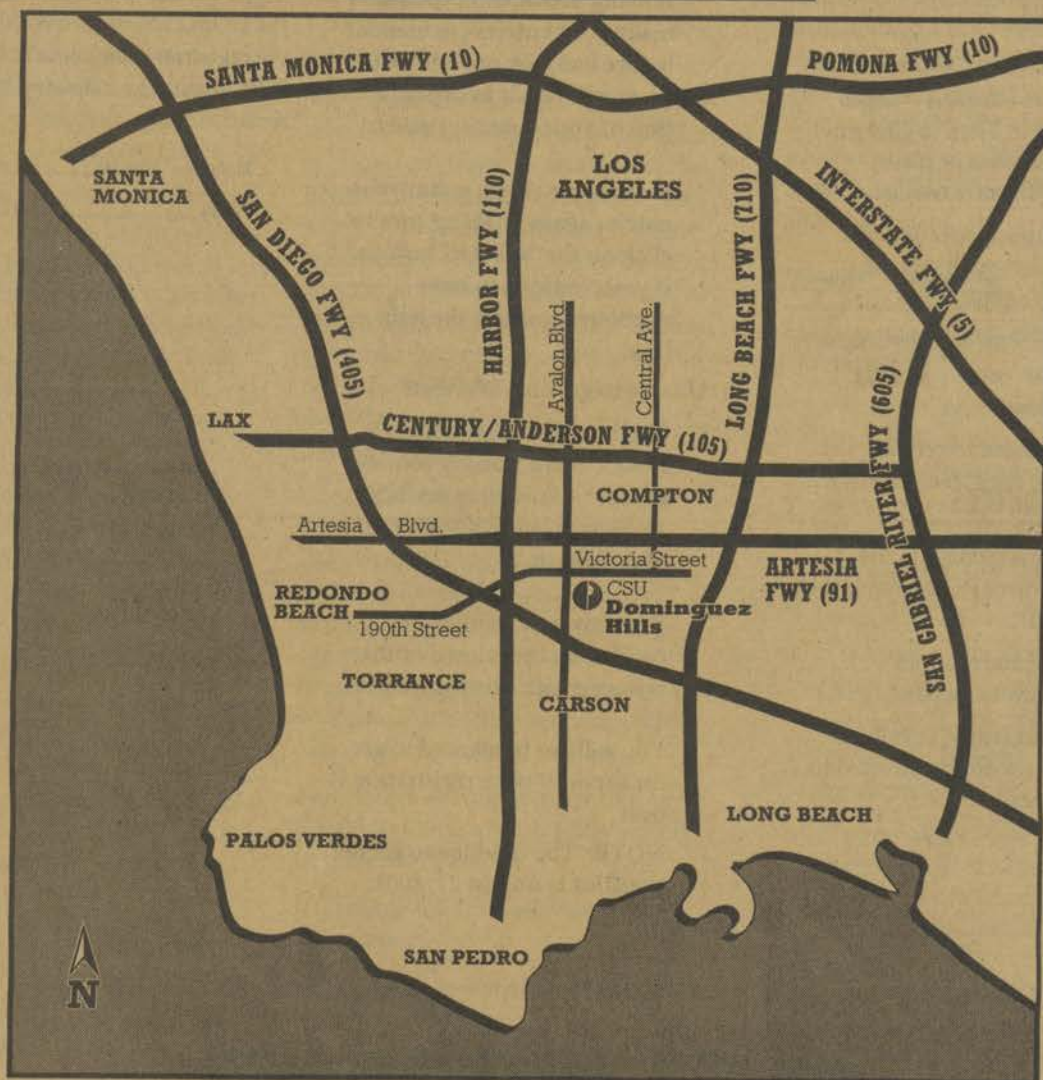 SANTA MONICA FWY (10)
POMONA FWY (10)
SANTA
MONICA
LOS
ANGELES
SAN DIEGO FWY (405)
HARBOR FWY (110)
LONG BEACH FWY (710)
INTERSTATE FWY (5)
Avalon Blvd.
Central Ave.
LAX
CENTURY/ANDERSON FWY (105)
SAN GABRIEL RIVER FWY (605)
COMPTON
Artesia Blvd.
Victoria Street
ARTESIA
FWY (91)
REDONDO
BEACH
190th Street
CSU
Dominguez
Hills
TORRANCE
CARSON
LONG BEACH
PALOS VERDES
SAN PEDRO
N